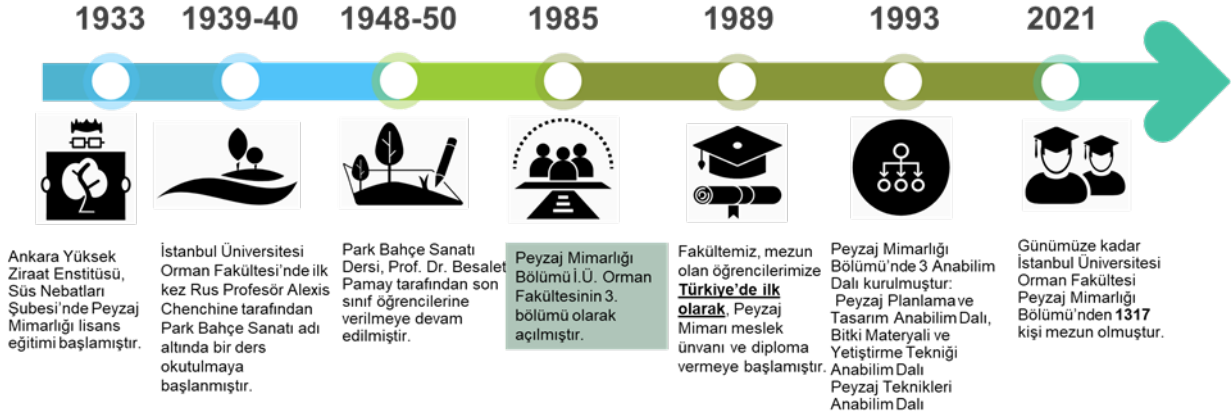 1933
1939-40
1948-50
1985
1989
1993
2021
Ankara Yüksek
Ziraat Enstitüsü,
Süs Nebatları
Şubesi’nde Peyzaj
Mimarlığı lisans
eğitimi başlamıştır.
İstanbul Üniversitesi
Orman Fakültesi’nde ilk
kez Rus Profesör Alexis
Chenchine tarafından
Park Bahçe Sanatı adı
altında bir ders
okutulmaya
başlanmıştır.
Park Bahçe Sanatı
Dersi, Prof. Dr. Besalet
Pamay tarafından son
sınıf öğrencilerine
verilmeye devam
edilmiştir.
Peyzaj Mimarlığı
Bölümü İ.Ü. Orman
Fakültesinin 3.
bölümü olarak
açılmıştır.
Fakültemiz, mezun
olan öğrencilerimize
Türkiye’de ilk
olarak, Peyzaj
Mimarı meslek
ünvanı ve diploma
vermeye başlamıştır.
Peyzaj Mimarlığı
Bölümü’nde 3 Anabilim
Dalı kurulmuştur:
Peyzaj Planlama ve
Tasarım Anabilim Dalı,
Bitki Materyali ve
Yetiştirme Tekniği
Anabilim Dalı
Peyzaj Teknikleri
Anabilim Dalı
Günümüze kadar
İstanbul Üniversitesi
Orman Fakültesi
Peyzaj Mimarlığı
Bölümü’nden 1317
kişi mezun olmuştur.